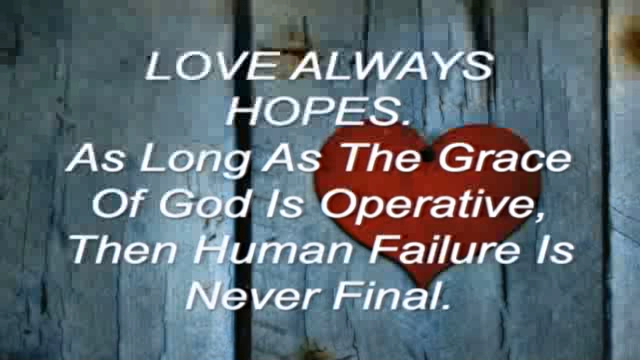 LOVE ALWAYS
HOPES.
As Long As The Grace
Of God Is Operative,
Then Human Failure Is
Never Final.